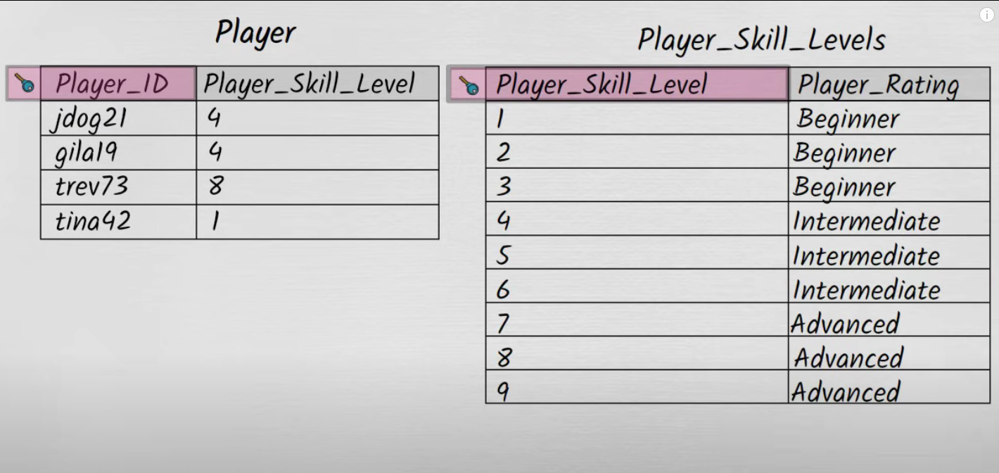 Player
Player_ID Player_Skill_Level
jdog21 4
gila19 4
trev73 8
tina42 1
Player_Skill_Levels
Player_Skill_Level Player_Rating
1 Beginner
2 Beginner
3 Beginner
4 Intermediate
5 Intermediate
6 Intermediate
7 Advanced
8 Advanced
9 Advanced